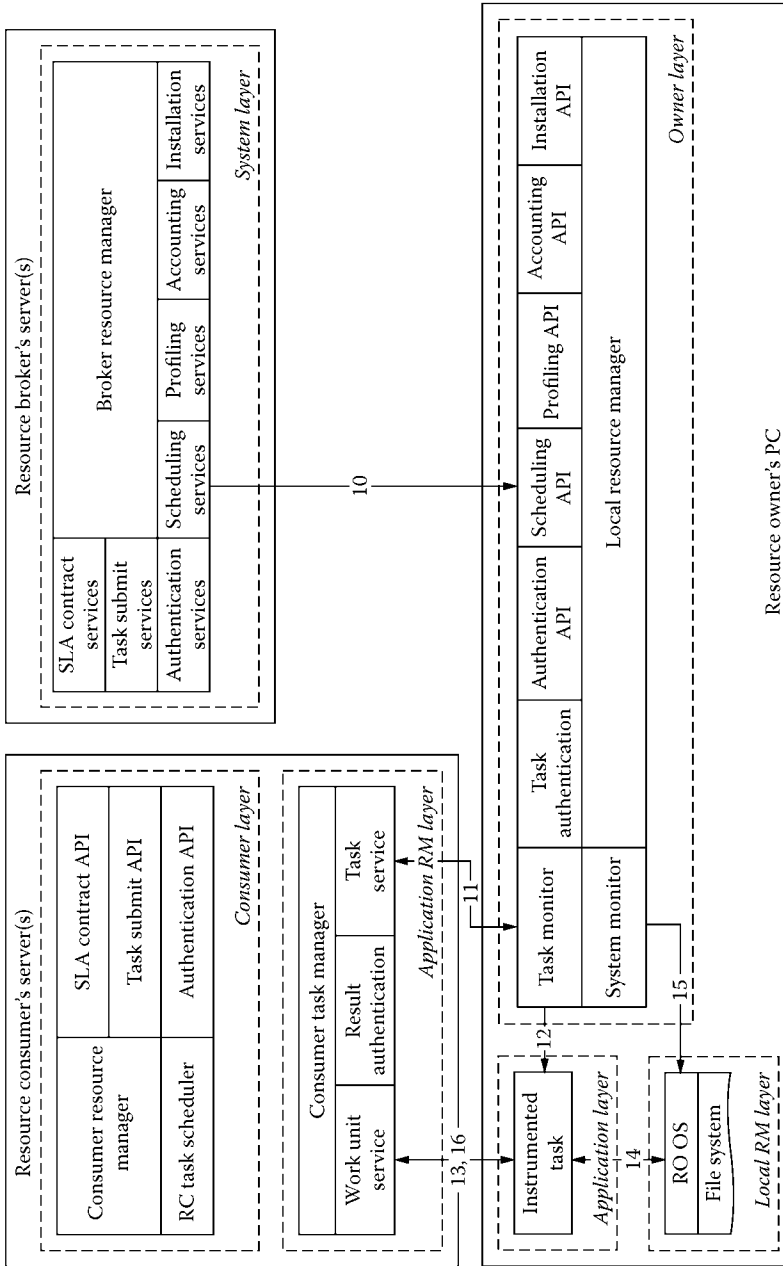 Resource consumer's server(s)
Consumer resource
manager
SLA contract API
Task submit API
RC task scheduler
Authentication API
Consumer layer
Consumer task manager
Work unit
service
Result
authentication
Task
service
Application RM layer
Resource broker's server(s)
SLA contract
services
Task submit
services
Broker resource manager
Authentication
services
Scheduling
services
Profiling
services
Accounting
services
Installation
services
System layer
10
11
13, 16
12
Instrumented
task
Application layer
14
15
RO OS
File system
Local RM layer
Task monitor
System monitor
Task
authentication
Authentication
API
Scheduling
API
Profiling API
Accounting
API
Installation
API
Local resource manager
Owner layer
Resource owner's PC